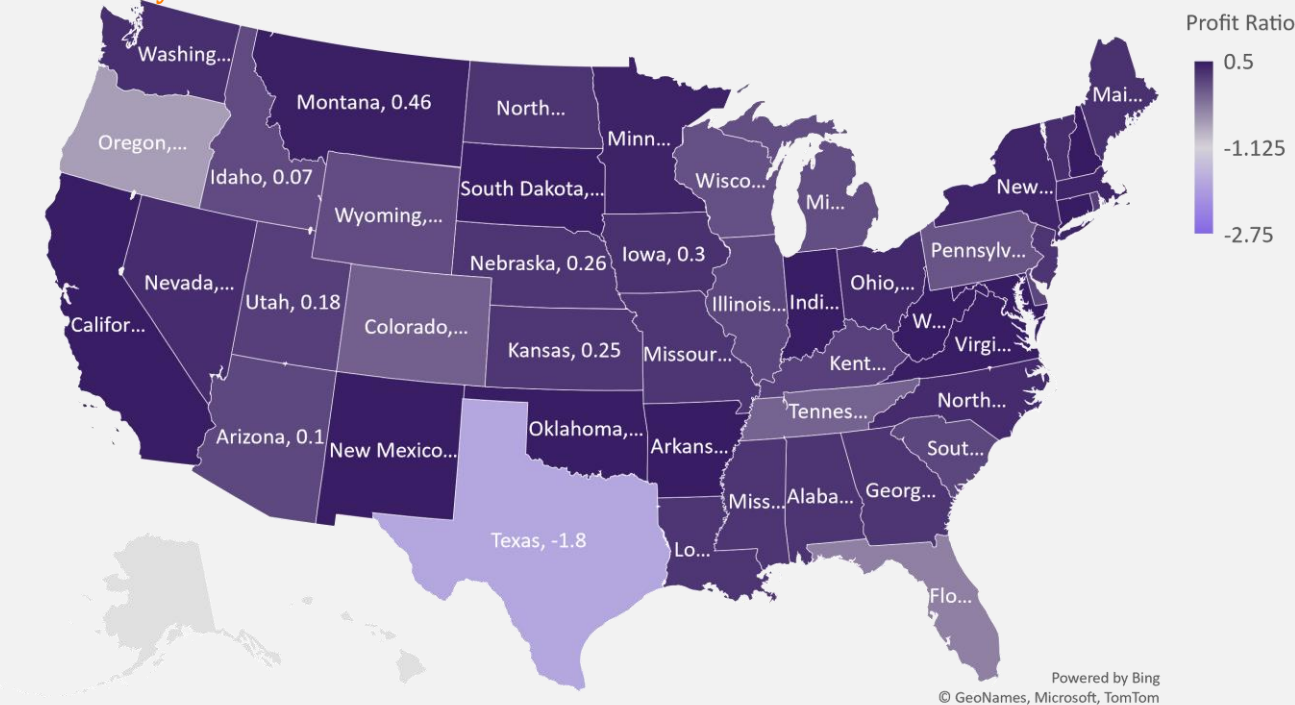 Profit Ratio
0.5
-1.125
-2.75
Washing...
Montana, 0.46
North...
Minn...
Mai...
Oregon,...
Idaho, 0.07
South Dakota,...
Wisco...
Mi...
New...
Wyoming,...
Nebraska, 0.26
Iowa, 0.3
Pennsylv...
Nevada,...
Utah, 0.18
Illinois...
Indi...
Ohio,...
Califor...
Colorado,...
Kansas, 0.25
Missour...
W...
Virgi...
Kent...
Arizona, 0.1
New Mexico...
Oklahoma,...
Arkans...
Tennes...
North...
Miss...
Alaba...
Georg...
Sout...
Texas, -1.8
Lo...
Flo...
Powered by Bing
© GeoNames, Microsoft, TomTom